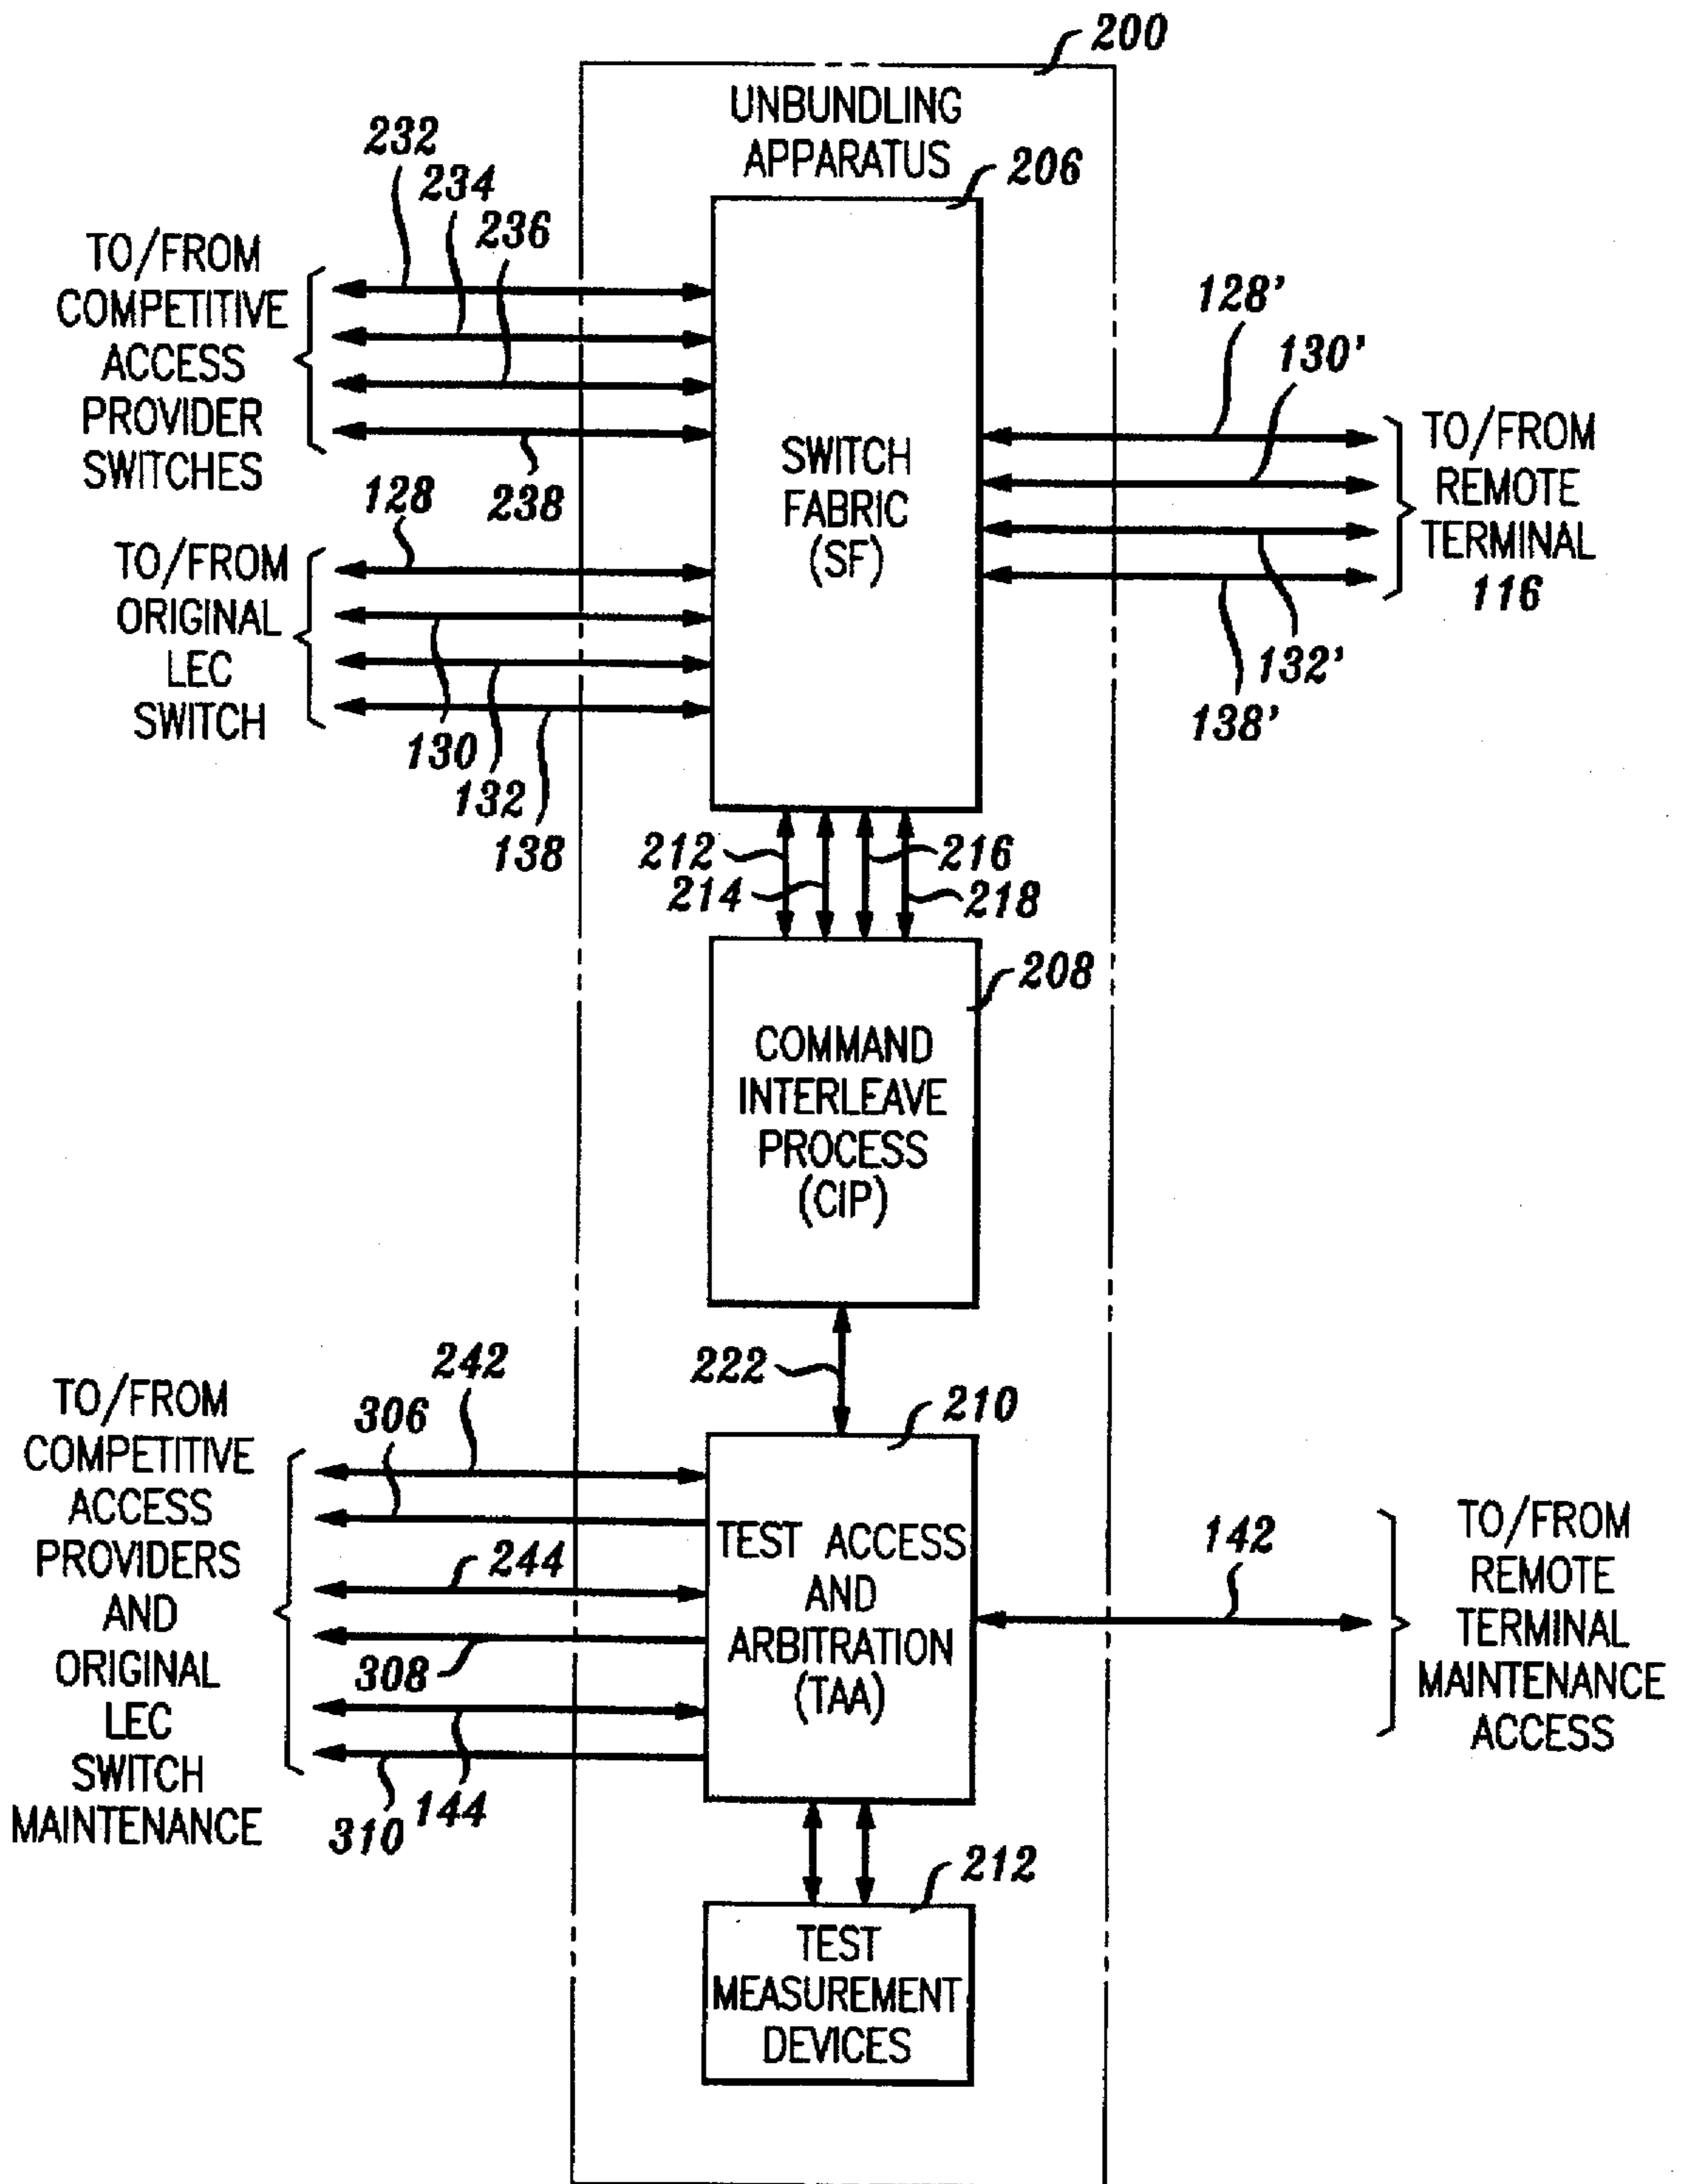 200
UNBUNDLING
APPARATUS
206
232
234
236
TO/FROM
COMPETITIVE
ACCESS
PROVIDER
SWITCHES
238
128
TO/FROM
ORIGINAL
LEC
SWITCH
130
132
138
SWITCH
FABRIC
(SF)
128'
130'
TO/FROM
REMOTE
TERMINAL
116
132'
138'
212
214
216
218
208
COMMAND
INTERLEAVE
PROCESS
(CIP)
222
210
242
306
TO/FROM
COMPETITIVE
ACCESS
PROVIDERS
AND
ORIGINAL
LEC
SWITCH
MAINTENANCE
244
308
144
310
TEST ACCESS
AND
ARBITRATION
(TAA)
142
TO/FROM
REMOTE
TERMINAL
MAINTENANCE
ACCESS
212
TEST
MEASUREMENT
DEVICES